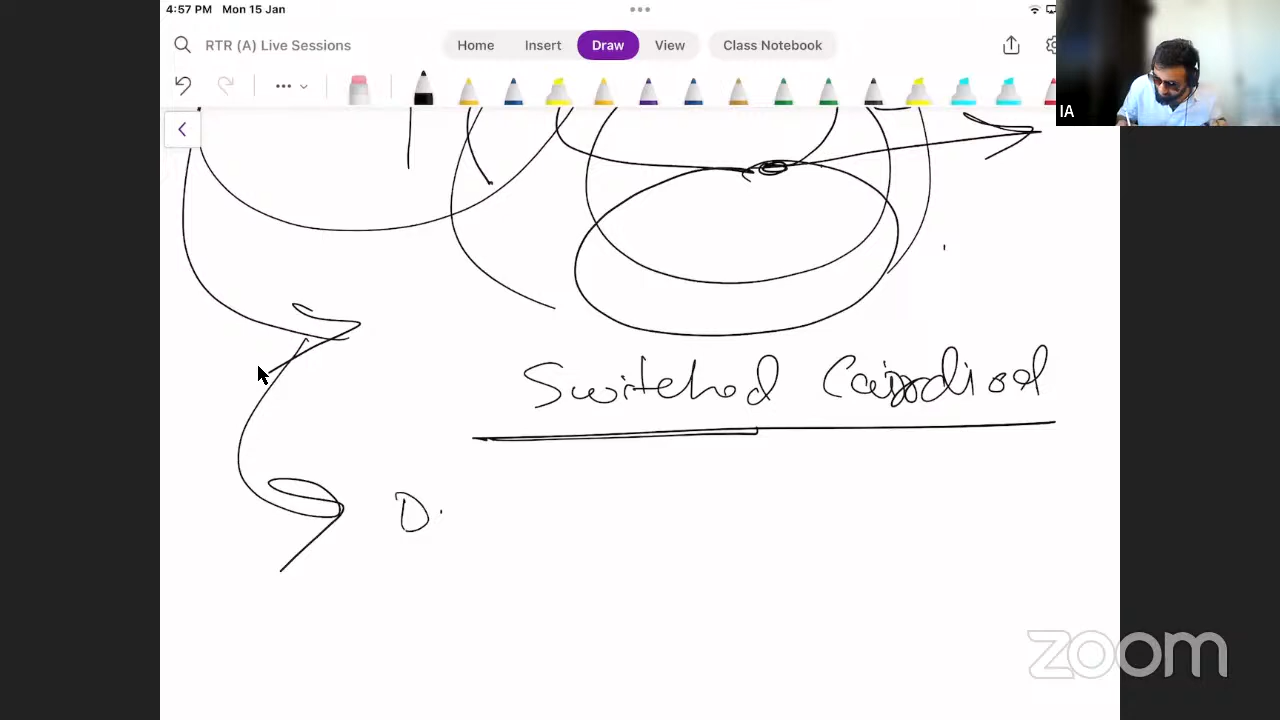 4:57 PM Mon 15 Jan
RTR (A) Live Sessions
Home Insert Draw View Class Notebook
IA
Switched Cardiod
D.
zoom